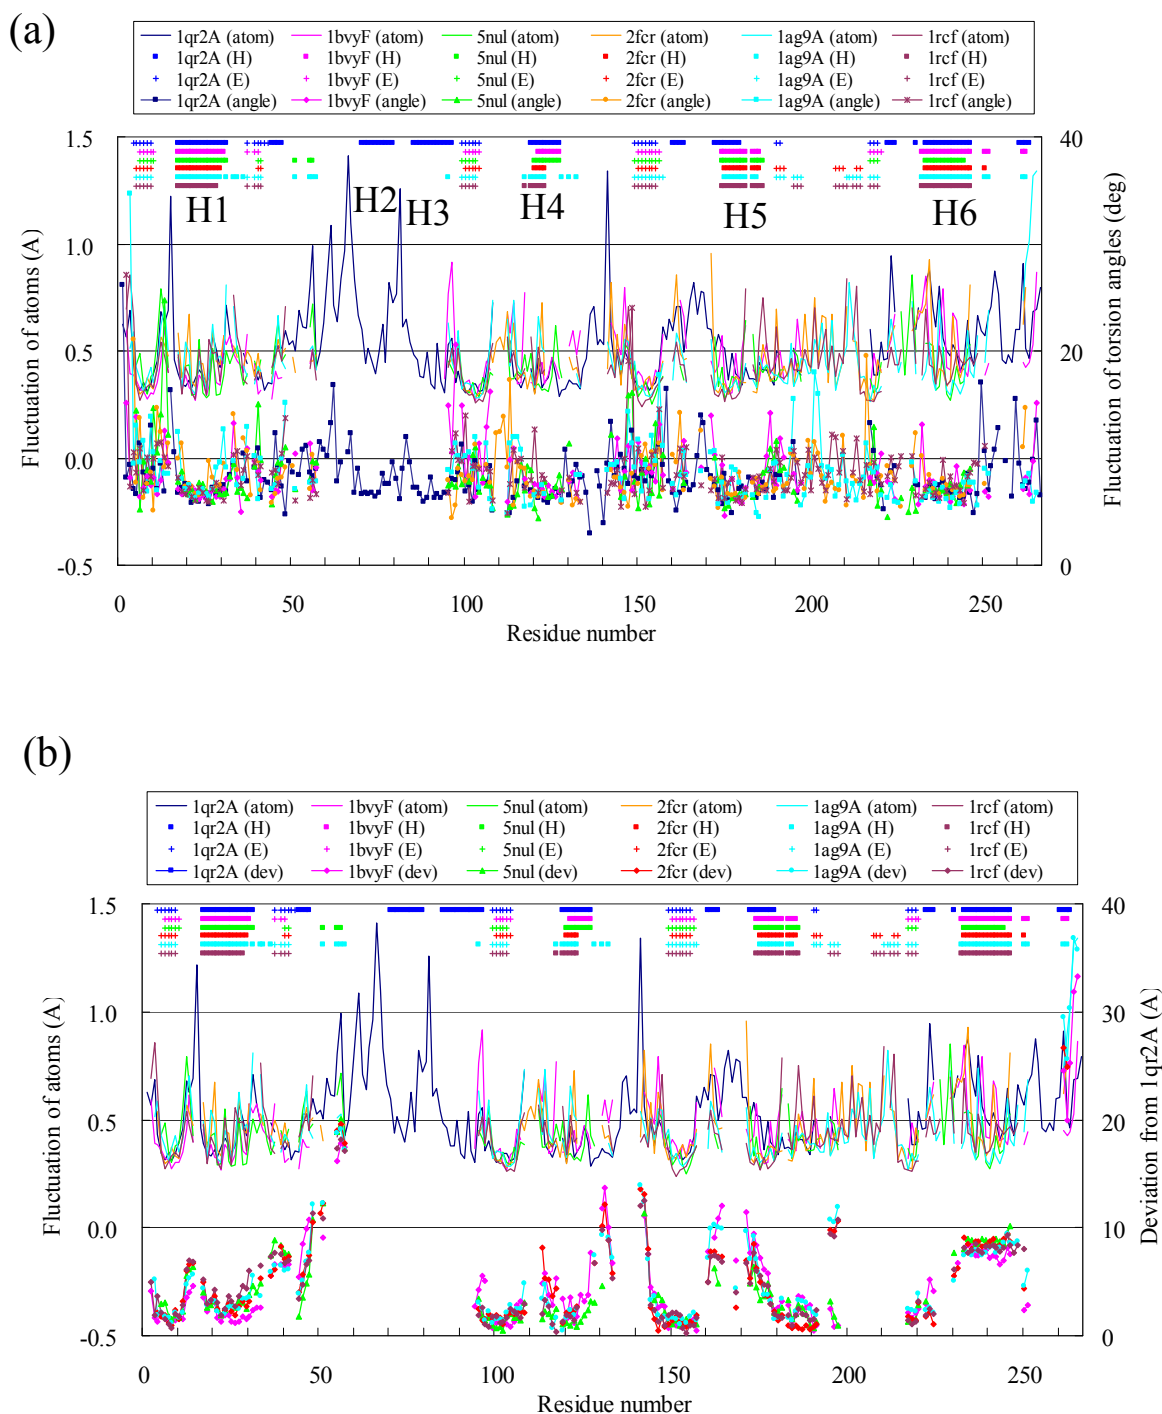 (a)
1qr2A (atom) 1bvyF (atom) 5nul (atom) 2fcr (atom) 1ag9A (atom) 1rcf (atom)
1qr2A (H) 1bvyF (H) 5nul (H) 2fcr (H) 1ag9A (H) 1rcf (H)
1qr2A (E) 1bvyF (E) 5nul (E) 2fcr (E) 1ag9A (E) 1rcf (E)
1qr2A (angle) 1bvyF (angle) 5nul (angle) 2fcr (angle) 1ag9A (angle) 1rcf (angle)
1.5 40
H1 H2 H3 H4 H5 H6
1.0 30
0.5 20
0.0 10
-0.5 0
Fluctuation of atoms (A)
Fluctuation of torsion angles (deg)
0 50 100 150 200 250
Residue number
(b)
1qr2A (atom) 1bvyF (atom) 5nul (atom) 2fcr (atom) 1ag9A (atom) 1rcf (atom)
1qr2A (H) 1bvyF (H) 5nul (H) 2fcr (H) 1ag9A (H) 1rcf (H)
1qr2A (E) 1bvyF (E) 5nul (E) 2fcr (E) 1ag9A (E) 1rcf (E)
1qr2A (dev) 1bvyF (dev) 5nul (dev) 2fcr (dev) 1ag9A (dev) 1rcf (dev)
1.5 40
1.0 30
0.5 20
0.0 10
-0.5 0
Fluctuation of atoms (A)
Deviation from 1qr2A (A)
0 50 100 150 200 250
Residue number